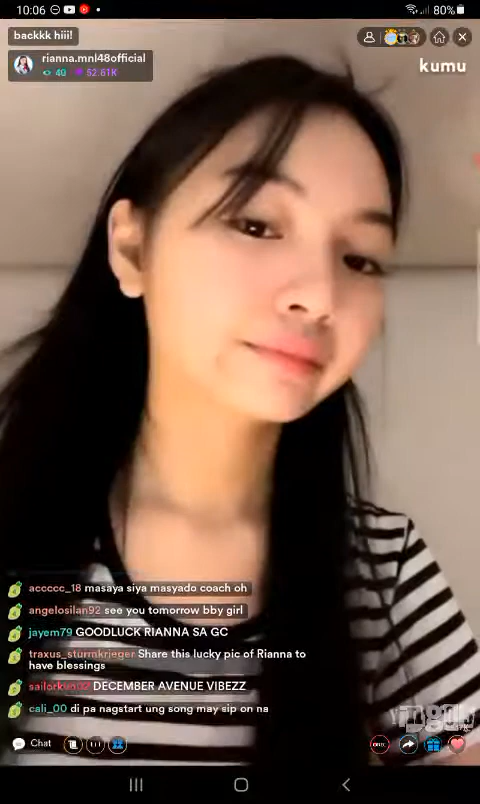 10:06
80%
backkk hiii!
rianna.mnl48official
40 52.61K
kumu
accccc_18 masaya siya masyado coach oh
angelosilan92 see you tomorrow bby girl
jayem79 GOODLUCK RIANNA SA GC
traxus_sturmkrieger Share this lucky pic of Rianna to
have blessings
DECEMBER AVENUE VIBEZZ
cali_00 di pa nagstart ung song may sip on na
Chat